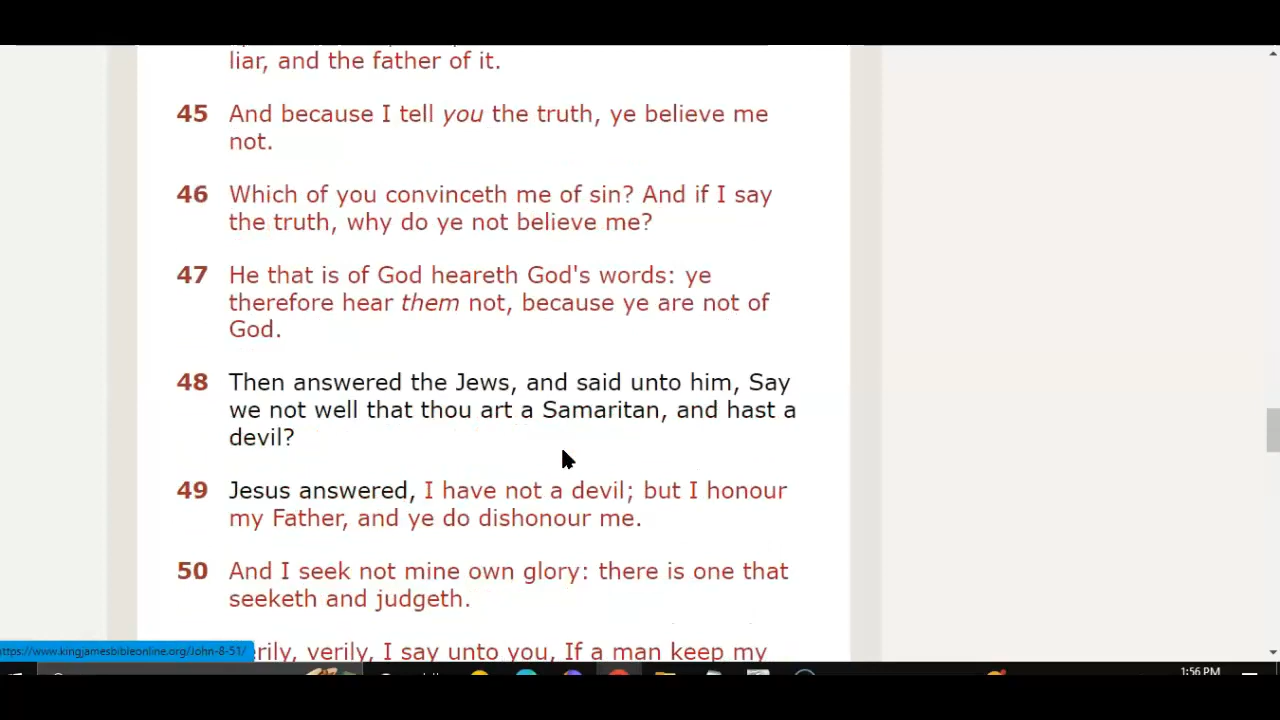 liar, and the father of it.
45 And because I tell you the truth, ye believe me
not.
46 Which of you convinceth me of sin? And if I say
the truth, why do ye not believe me?
47 He that is of God heareth God's words: ye
therefore hear them not, because ye are not of
God.
48 Then answered the Jews, and said unto him, Say
we not well that thou art a Samaritan, and hast a
devil?
49 Jesus answered, I have not a devil; but I honour
my Father, and ye do dishonour me.
50 And I seek not mine own glory: there is one that
seeketh and judgeth.
erily, verily, I say unto you, If a man keep my
https://www.kingjamesbibleonline.org/John-8-51/
1:56 PM